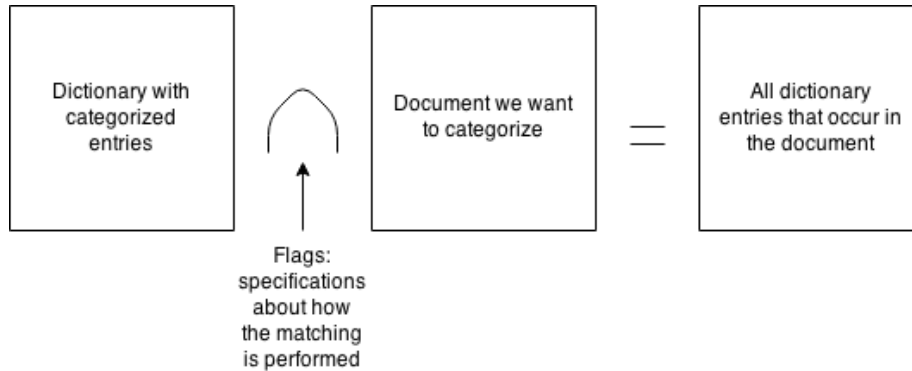 Dictionary with
categorized
entries
Document we want
to categorize
All dictionary
entries that occur in
the document
Flags:
specifications
about how
the matching
is performed